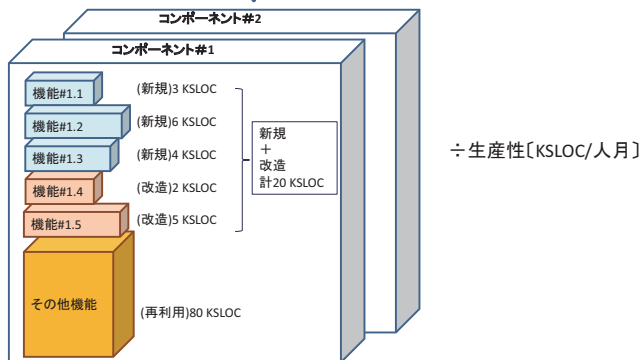 コンポーネント#2
コンポーネント#1
機能#1.1
(新規)3 KSLOC
機能#1.2
(新規)6 KSLOC
機能#1.3
(新規)4 KSLOC
機能#1.4
(改造)2 KSLOC
機能#1.5
(改造)5 KSLOC
新規
＋
改造
計20 KSLOC
÷生産性〔KSLOC/人月〕
その他機能
(再利用)80 KSLOC